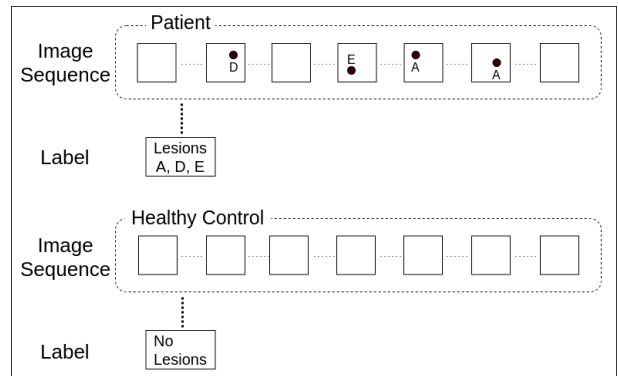 Patient
Image
Sequence
D
E
A
A
Lesions
A, D, E
Label
Healthy Control
Image
Sequence
No
Lesions
Label